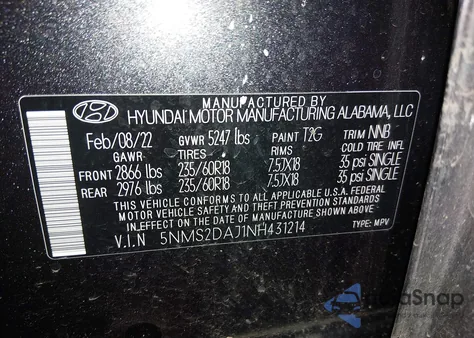 MANUFACTURED BY
HYUNDAI MOTOR MANUFACTURING ALABAMA, LLC
Feb/08/22 GVWR 5247 lbs PAINT T2G TRIM NNB
GAWR TIRES RIMS COLD TIRE INFL
FRONT 2866 lbs 235/60R18 7.5JX18 35 psi SINGLE
REAR 2976 lbs 235/60R18 7.5JX18 35 psi SINGLE
THIS VEHICLE CONFORMS TO ALL APPLICABLE U.S.A. FEDERAL
MOTOR VEHICLE SAFETY AND THEFT PREVENTION STANDARDS
IN EFFECT ON THE DATE OF MANUFACTURE SHOWN ABOVE.
V.I.N 5NMS2DAJ1NH431214 TYPE: MPV